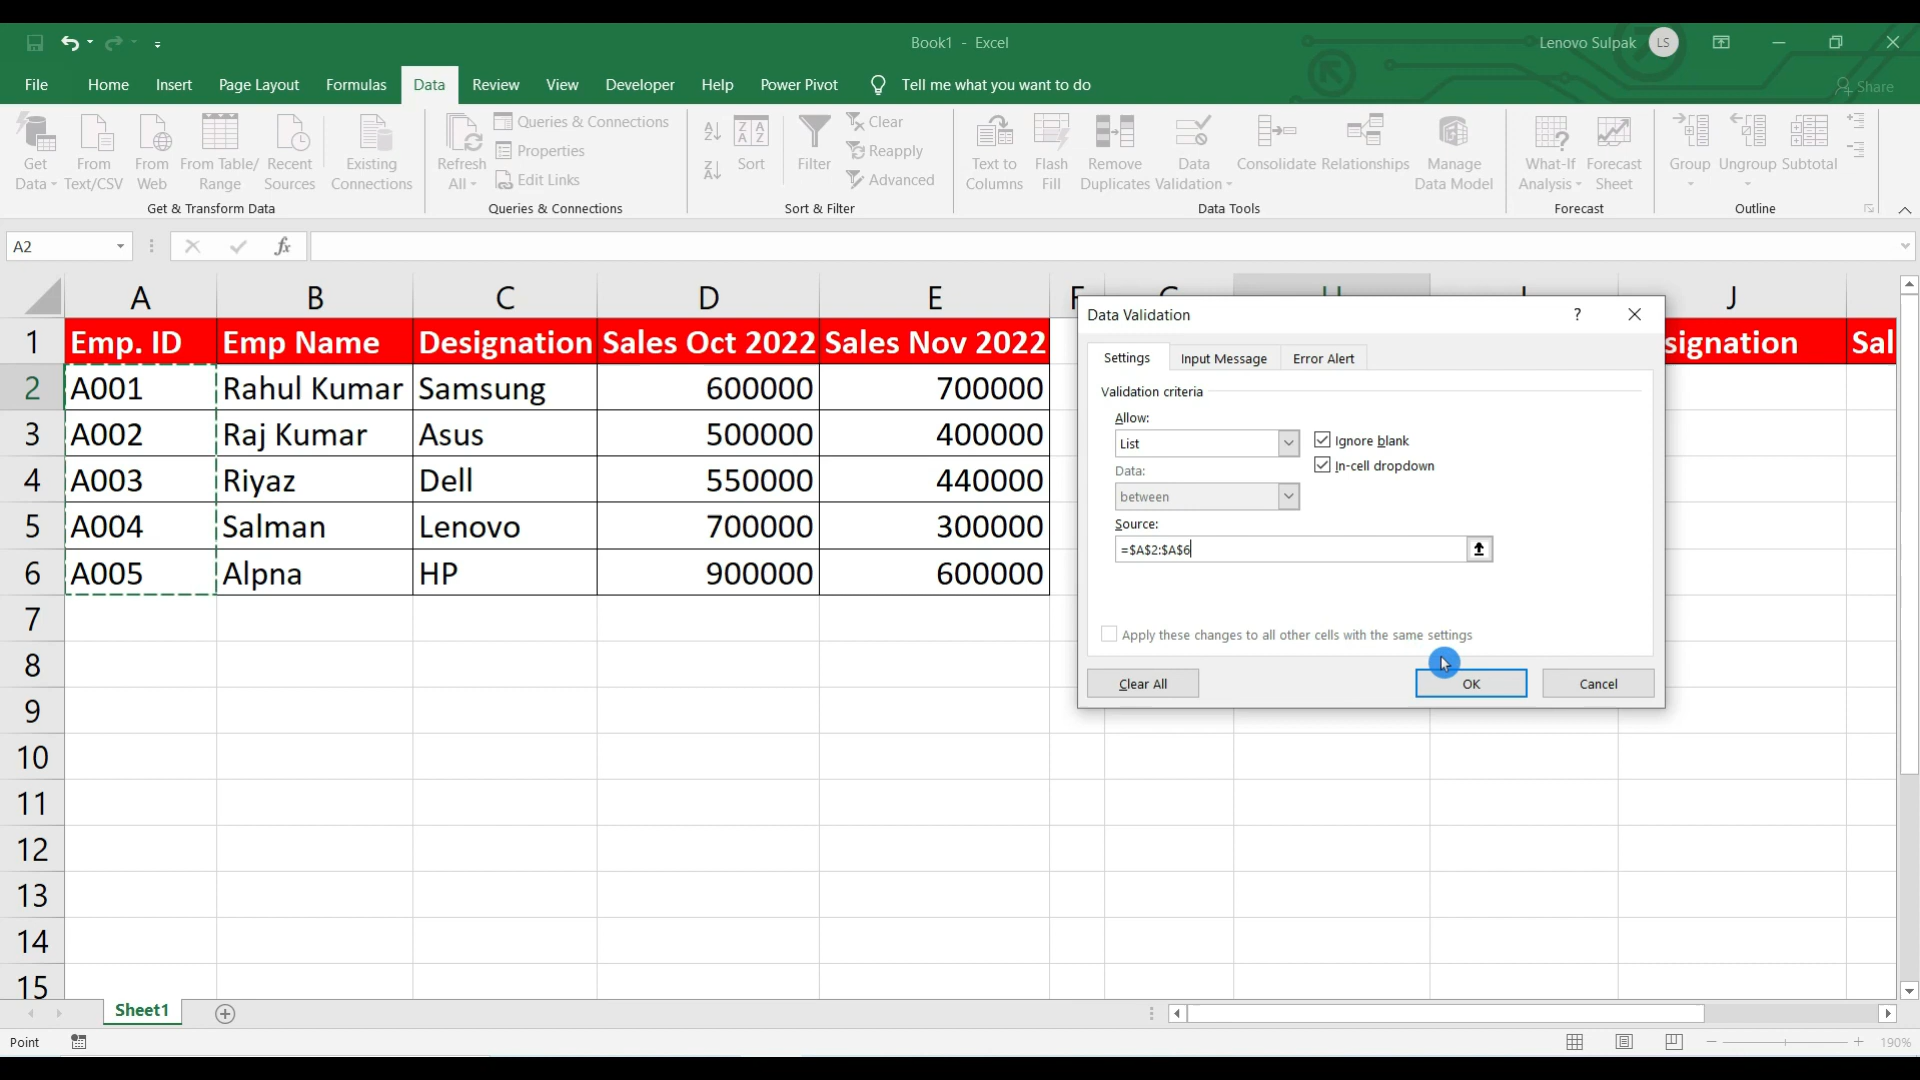 Book1 - Excel
Lenovo Sulpak LS
File Home Insert Page Layout Formulas Data Review View Developer Help Power Pivot Tell me what you want to do Share
Get Data
From Text/CSV
From Web
From Table/ Range
Recent Sources
Existing Connections
Get & Transform Data
Refresh All
Queries & Connections
Properties
Edit Links
Queries & Connections
Sort
Filter
Clear
Reapply
Advanced
Sort & Filter
Text to Columns
Flash Fill
Remove Duplicates
Data Validation
Consolidate
Relationships
Manage Data Model
Data Tools
What-If Analysis
Forecast Sheet
Forecast
Group
Ungroup
Subtotal
Outline
A2 fx
A B C D E J
1 Emp. ID Emp Name Designation Sales Oct 2022 Sales Nov 2022 signation Sal
2 A001 Rahul Kumar Samsung 600000 700000
3 A002 Raj Kumar Asus 500000 400000
4 A003 Riyaz Dell 550000 440000
5 A004 Salman Lenovo 700000 300000
6 A005 Alpna HP 900000 600000
7
8
9
10
11
12
13
14
15
Data Validation ?
Settings Input Message Error Alert
Validation criteria
Allow:
List Ignore blank
In-cell dropdown
Data:
between
Source:
=$A$2:$A$6
Apply these changes to all other cells with the same settings
Clear All OK Cancel
Sheet1
Point 190%